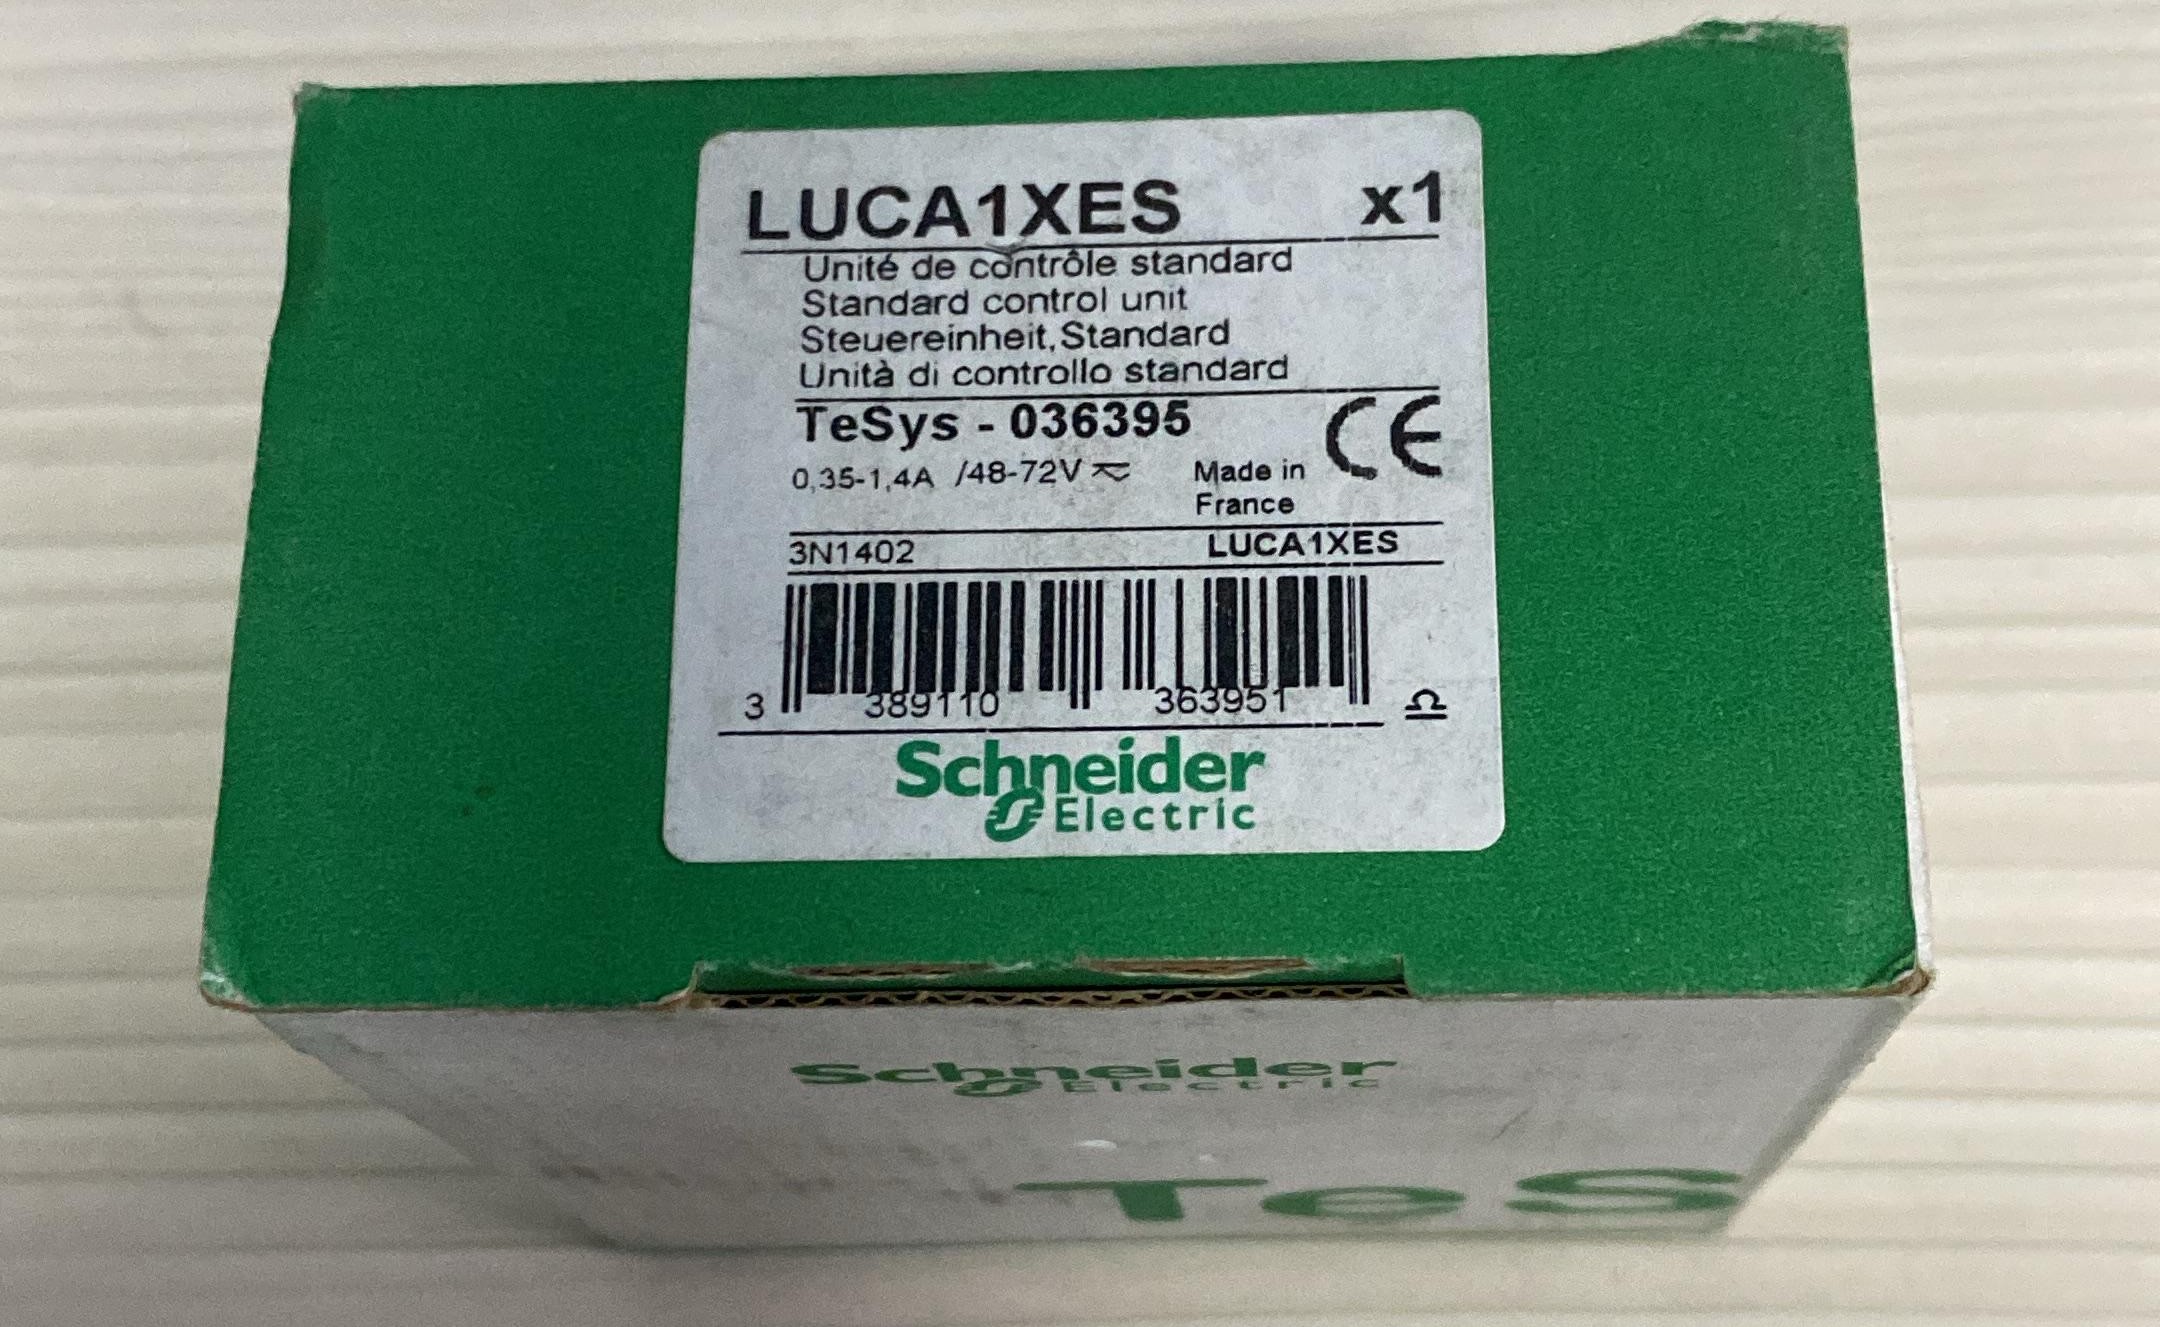 LUCA1XES x1
Unité de contrôle standard
Standard control unit
Steuereinheit,Standard
Unità di controllo standard
TeSys - 036395 CE
0,35-1,4A /48-72V Made in
France
3N1402 LUCA1XES
3 389110 363951
Schneider
Electric
Schneider
Electric
TeS